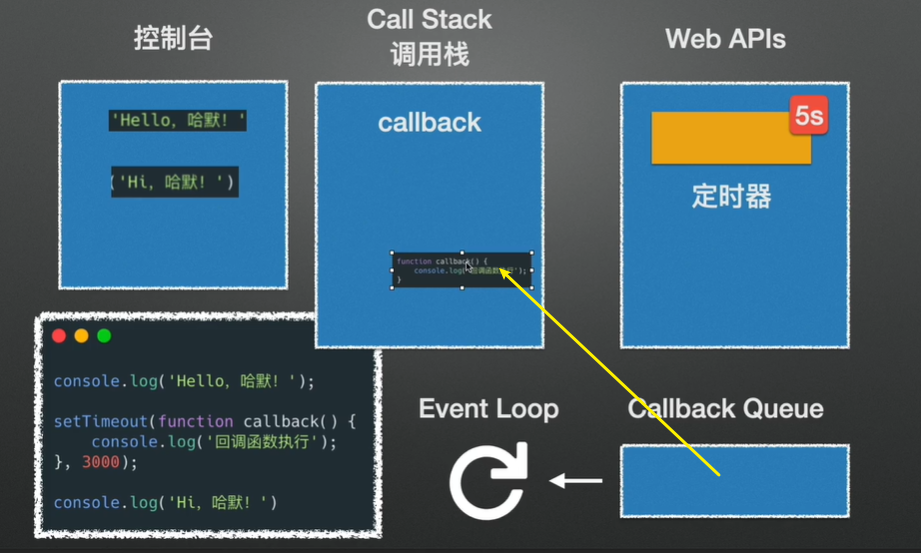 控制台
Call Stack
调用栈
Web APIs
'Hello, 哈默! '
('Hi, 哈默! ')
callback
function callback() {
console.log('回调函数执行');
}
5s
定时器
console.log('Hello, 哈默! ');
setTimeout(function callback() {
console.log('回调函数执行');
}, 3000);
console.log('Hi, 哈默! ')
Event Loop
Callback Queue